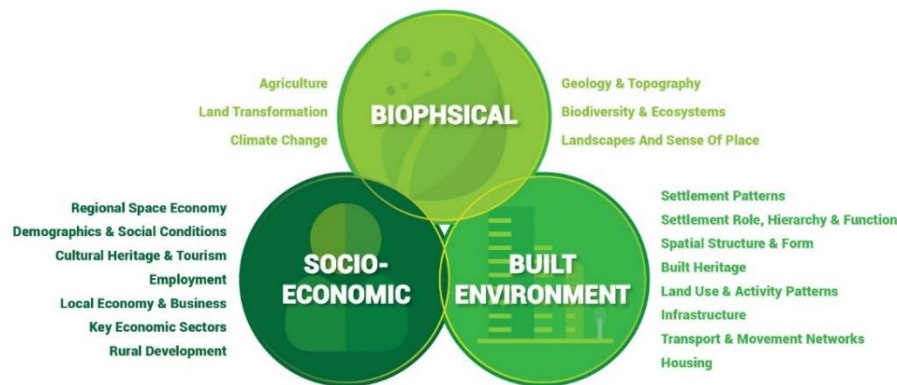 Agriculture
Land Transformation
Climate Change
BIOPHSICAL
Geology & Topography
Biodiversity & Ecosystems
Landscapes And Sense Of Place
Regional Space Economy
Demographics & Social Conditions
Cultural Heritage & Tourism
Employment
Local Economy & Business
Key Economic Sectors
Rural Development
SOCIO-
ECONOMIC
BUILT
ENVIRONMENT
Settlement Patterns
Settlement Role, Hierarchy & Function
Spatial Structure & Form
Built Heritage
Land Use & Activity Patterns
Infrastructure
Transport & Movement Networks
Housing